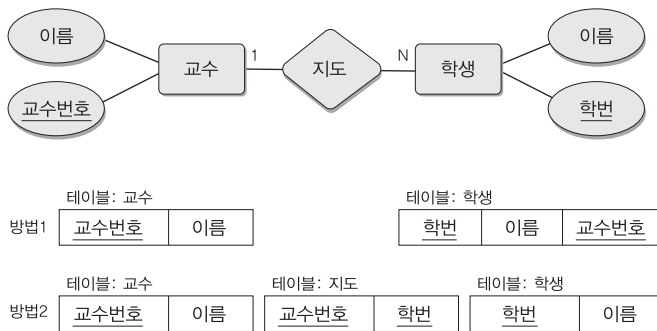 이름
교수번호
교수
1
지도
N
학생
이름
학번
테이블: 교수
테이블: 학생
방법1
교수번호 이름
학번 이름 교수번호
테이블: 교수
테이블: 지도
테이블: 학생
방법2
교수번호 이름
교수번호 학번
학번 이름